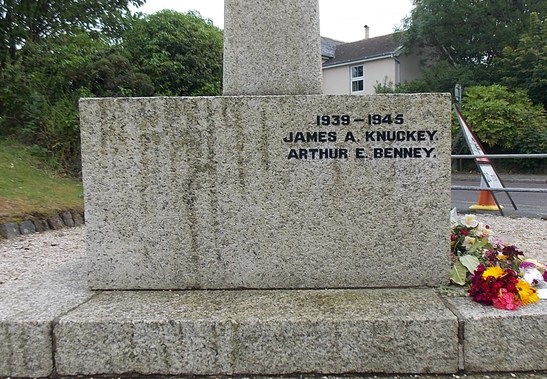 1939 – 1945
JAMES A. KNUCKEY.
ARTHUR E. BENNEY.